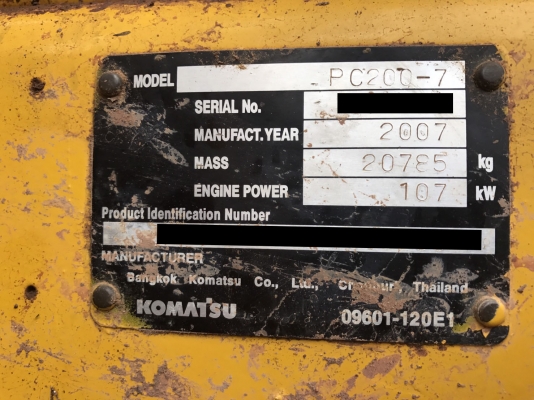 MODEL PC200-7
SERIAL No.
MANUFACT.YEAR 2007
MASS 20785 kg
ENGINE POWER 107 kW
Product Identification Number
MANUFACTURER
Bangkok Komatsu Co., Ltd., Chonburi, Thailand
KOMATSU 09601-120E1